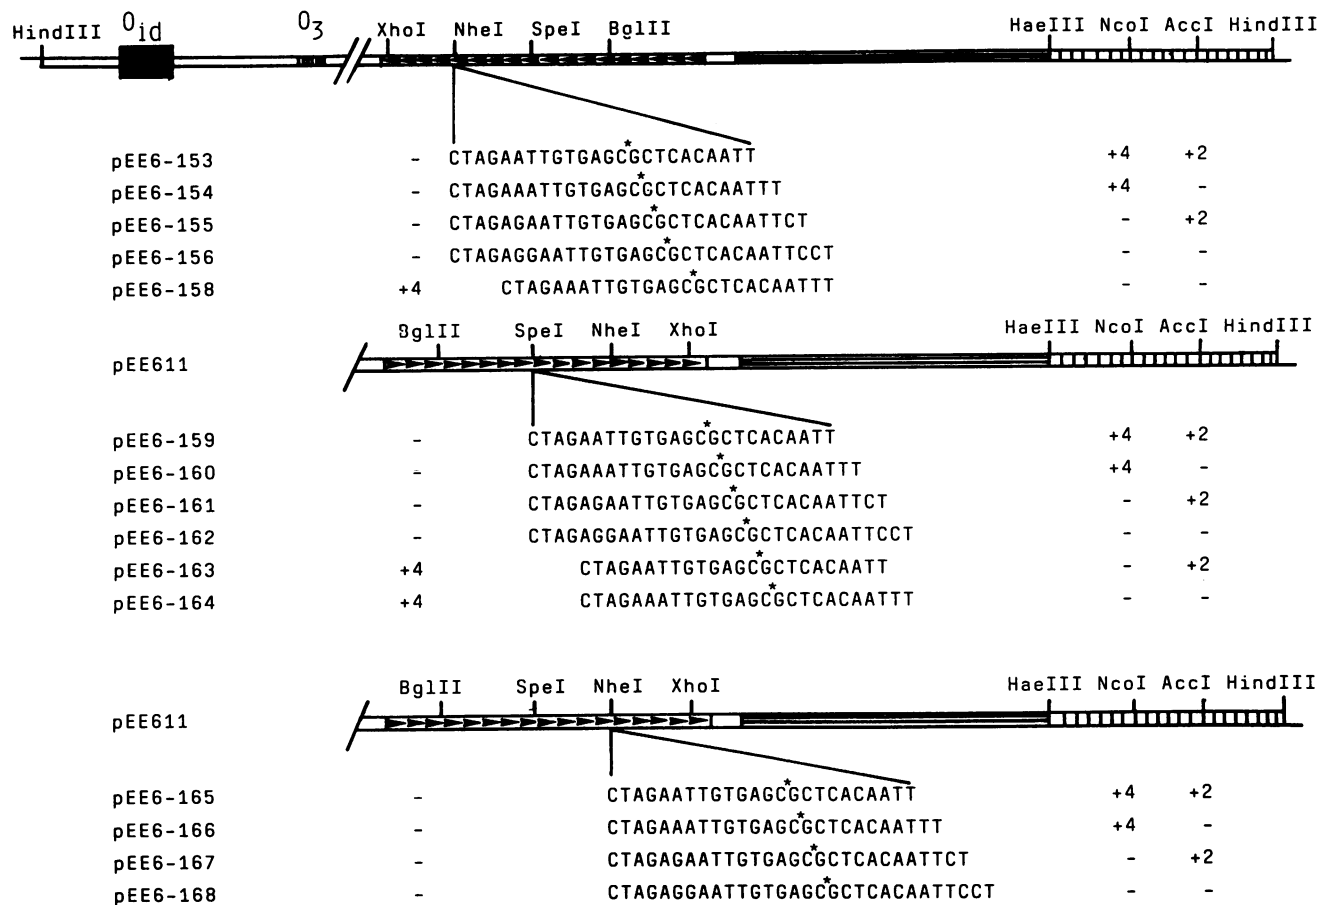 HindIII Oid O3 XhoI NheI SpeI BglII HaeIII NcoI AccI HindIII
*
pEE6-153 - CTAGAATTGTGAGCGCTCACAATT +4 +2
*
pEE6-154 - CTAGAAATTGTGAGCGCTCACAATTT +4 -
*
pEE6-155 - CTAGAGAATTGTGAGCGCTCACAATTCT - +2
*
pEE6-156 - CTAGAGGAATTGTGAGCGCTCACAATTCCT - -
*
pEE6-158 +4 CTAGAAATTGTGAGCGCTCACAATTT - -
BglII SpeI NheI XhoI HaeIII NcoI AccI HindIII
pEE611
*
pEE6-159 - CTAGAATTGTGAGCGCTCACAATT +4 +2
*
pEE6-160 - CTAGAAATTGTGAGCGCTCACAATTT +4 -
*
pEE6-161 - CTAGAGAATTGTGAGCGCTCACAATTCT - +2
*
pEE6-162 - CTAGAGGAATTGTGAGCGCTCACAATTCCT - -
*
pEE6-163 +4 CTAGAATTGTGAGCGCTCACAATT - +2
*
pEE6-164 +4 CTAGAAATTGTGAGCGCTCACAATTT - -
BglII SpeI NheI XhoI HaeIII NcoI AccI HindIII
pEE611
*
pEE6-165 - CTAGAATTGTGAGCGCTCACAATT +4 +2
*
pEE6-166 - CTAGAAATTGTGAGCGCTCACAATTT +4 -
*
pEE6-167 - CTAGAGAATTGTGAGCGCTCACAATTCT - +2
*
pEE6-168 - CTAGAGGAATTGTGAGCGCTCACAATTCCT - -